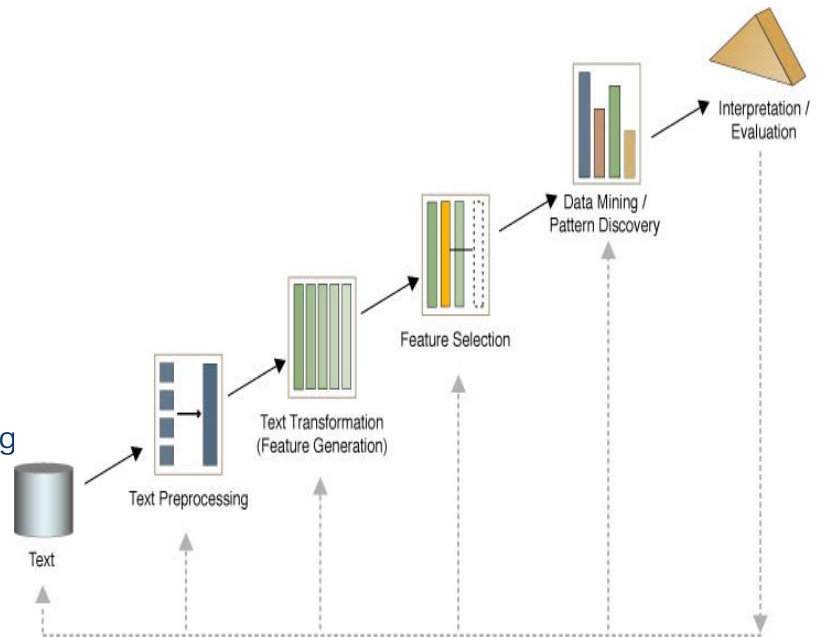 Interpretation /
Evaluation
Data Mining /
Pattern Discovery
Feature Selection
Text Transformation
(Feature Generation)
g
Text Preprocessing
Text